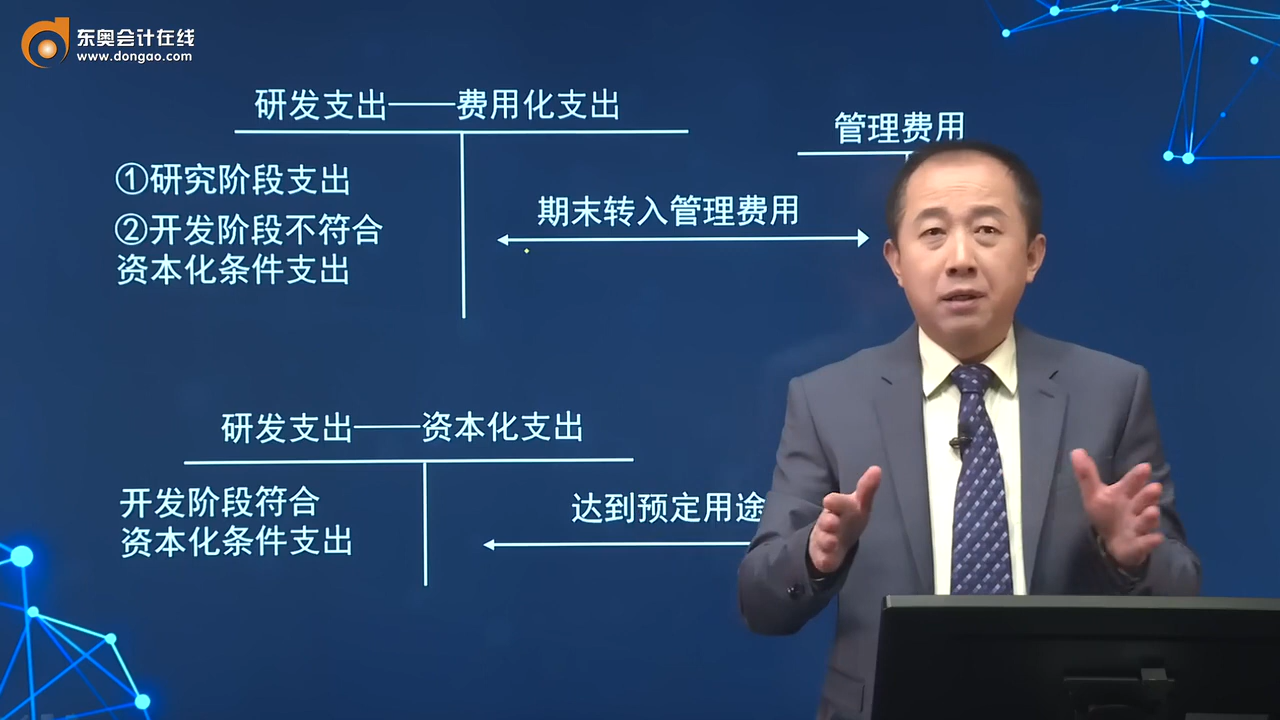 东奥会计在线
www.dongao.com
研发支出——费用化支出
管理费用
①研究阶段支出
②开发阶段不符合
资本化条件支出
期末转入管理费用
研发支出——资本化支出
开发阶段符合
资本化条件支出
达到预定用途